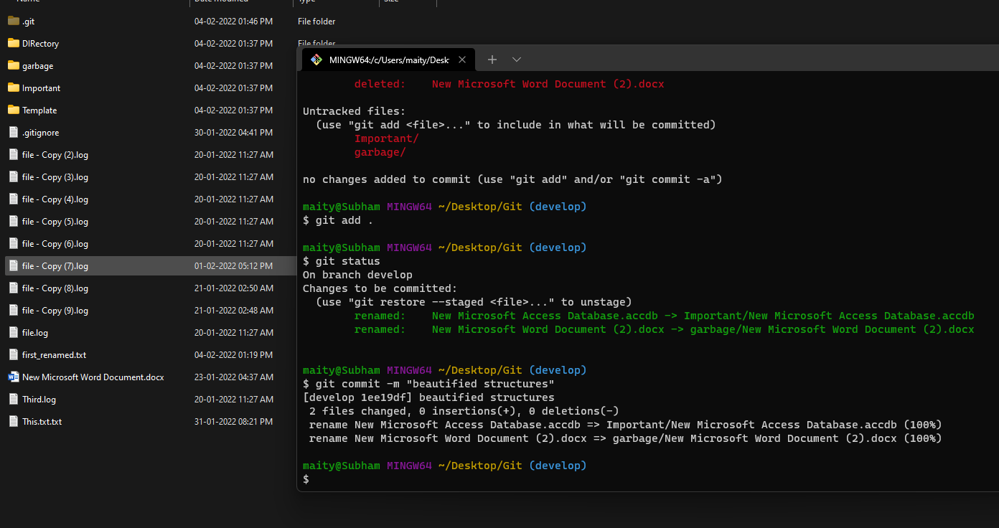 Name Date modified Type Size
.git 04-02-2022 01:46 PM File folder
DIRectory 04-02-2022 01:37 PM File folder
garbage 04-02-2022 01:37 PM
Important 04-02-2022 01:37 PM
Template 04-02-2022 01:37 PM
.gitignore 30-01-2022 04:41 PM
file - Copy (2).log 20-01-2022 11:27 AM
file - Copy (3).log 20-01-2022 11:27 AM
file - Copy (4).log 20-01-2022 11:27 AM
file - Copy (5).log 20-01-2022 11:27 AM
file - Copy (6).log 20-01-2022 11:27 AM
file - Copy (7).log 01-02-2022 05:12 PM
file - Copy (8).log 21-01-2022 02:50 AM
file - Copy (9).log 21-01-2022 02:48 AM
file.log 20-01-2022 11:27 AM
first_renamed.txt 04-02-2022 01:19 PM
New Microsoft Word Document.docx 23-01-2022 04:37 AM
Third.log 20-01-2022 11:27 AM
This.txt.txt 31-01-2022 08:21 PM
MINGW64:/c/Users/maity/Desk
deleted: New Microsoft Word Document (2).docx
Untracked files:
(use "git add <file>..." to include in what will be committed)
Important/
garbage/
no changes added to commit (use "git add" and/or "git commit -a")
maity@Subham MINGW64 ~/Desktop/Git (develop)
$ git add .
maity@Subham MINGW64 ~/Desktop/Git (develop)
$ git status
On branch develop
Changes to be committed:
(use "git restore --staged <file>..." to unstage)
renamed: New Microsoft Access Database.accdb -> Important/New Microsoft Access Database.accdb
renamed: New Microsoft Word Document (2).docx -> garbage/New Microsoft Word Document (2).docx
maity@Subham MINGW64 ~/Desktop/Git (develop)
$ git commit -m "beautified structures"
[develop 1ee19df] beautified structures
2 files changed, 0 insertions(+), 0 deletions(-)
rename New Microsoft Access Database.accdb => Important/New Microsoft Access Database.accdb (100%)
rename New Microsoft Word Document (2).docx => garbage/New Microsoft Word Document (2).docx (100%)
maity@Subham MINGW64 ~/Desktop/Git (develop)
$